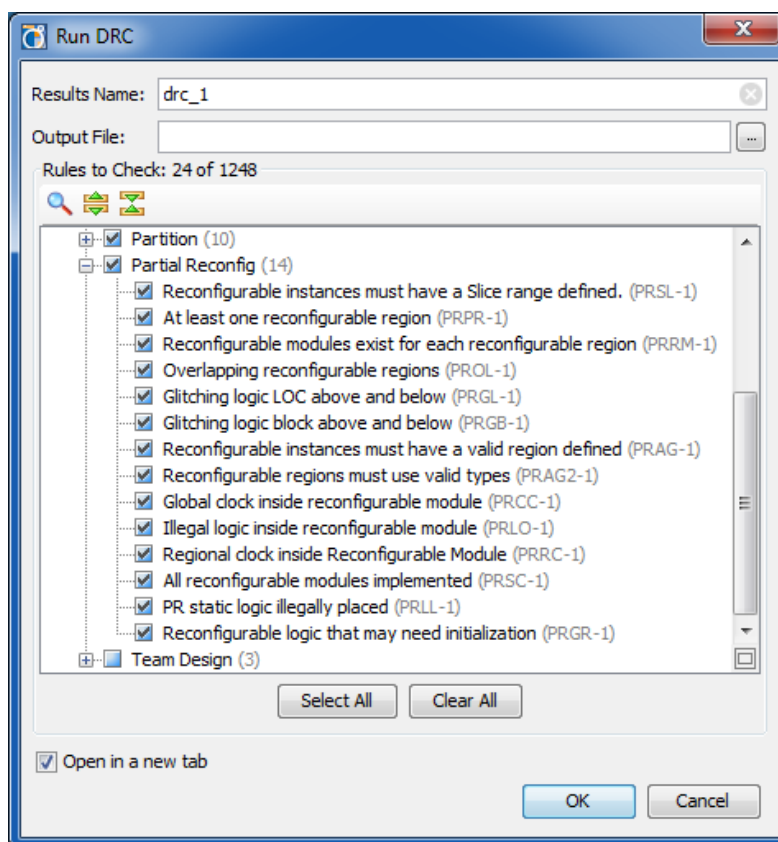 Run DRC
Results Name: drc_1
Output File: ...
Rules to Check: 24 of 1248
Partition (10)
Partial Reconfig (14)
Reconfigurable instances must have a Slice range defined. (PRSL-1)
At least one reconfigurable region (PRPR-1)
Reconfigurable modules exist for each reconfigurable region (PRRM-1)
Overlapping reconfigurable regions (PROL-1)
Glitching logic LOC above and below (PRGL-1)
Glitching logic block above and below (PRGB-1)
Reconfigurable instances must have a valid region defined (PRAG-1)
Reconfigurable regions must use valid types (PRAG2-1)
Global clock inside reconfigurable module (PRCC-1)
Illegal logic inside reconfigurable module (PRLO-1)
Regional clock inside Reconfigurable Module (PRRC-1)
All reconfigurable modules implemented (PRSC-1)
PR static logic illegally placed (PRLL-1)
Reconfigurable logic that may need initialization (PRGR-1)
Team Design (3)
Select All Clear All
Open in a new tab
OK Cancel